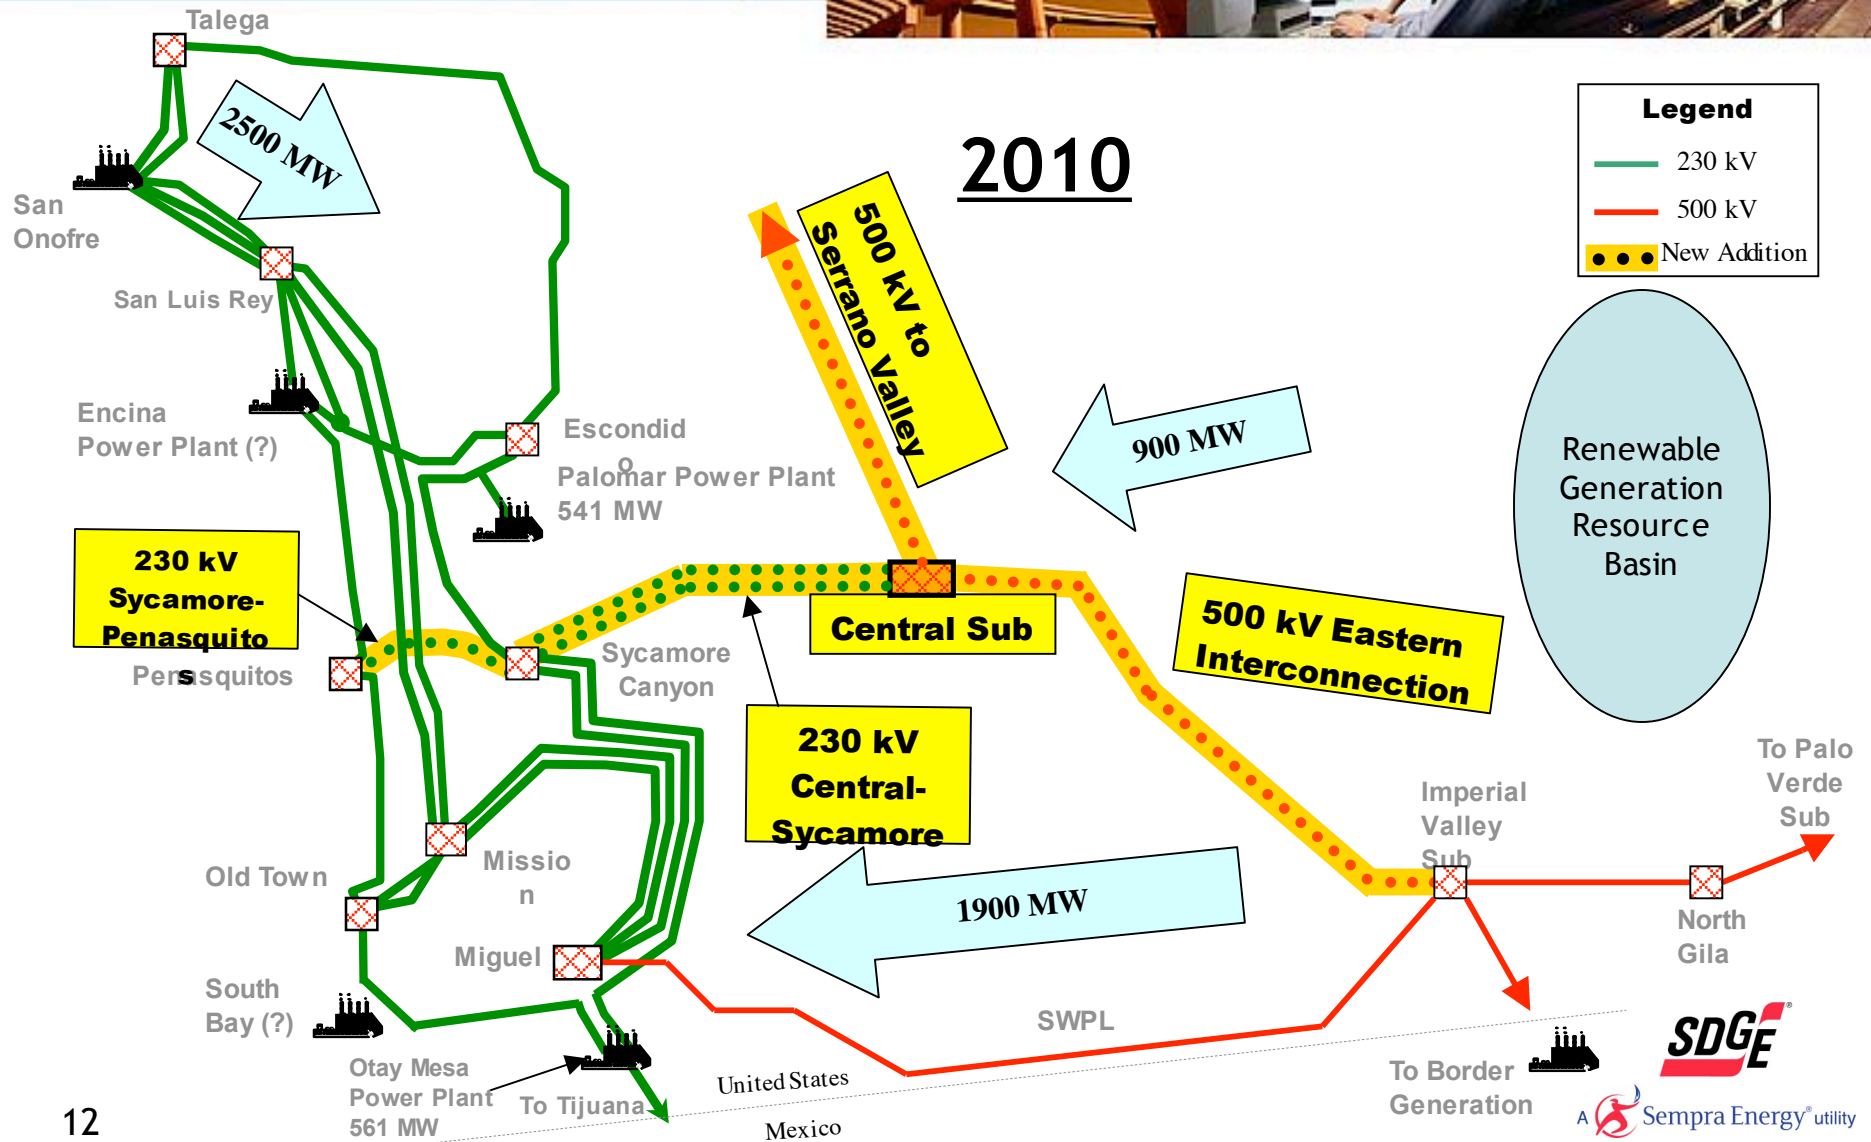 Talega
2500 MW
2010
Legend
230 kV
500 kV
New Addition
San
Onofre
500 kV to
Serrano Valley
San Luis Rey
Encina
Power Plant (?)
Escondid
o
Palomar Power Plant
541 MW
900 MW
Renewable
Generation
Resource
Basin
230 kV
Sycamore-
Penasquito
s
Penasquitos
Sycamore
Canyon
Central Sub
500 kV Eastern
Interconnection
230 kV
Central-
Sycamore
To Palo
Verde
Sub
Imperial
Valley
Sub
Old Town
Missio
n
1900 MW
North
Gila
Miguel
South
Bay (?)
SWPL
Otay Mesa
Power Plant
561 MW
To Tijuana
United States
Mexico
To Border
Generation
SDGE®
A Sempra Energy® utility
12